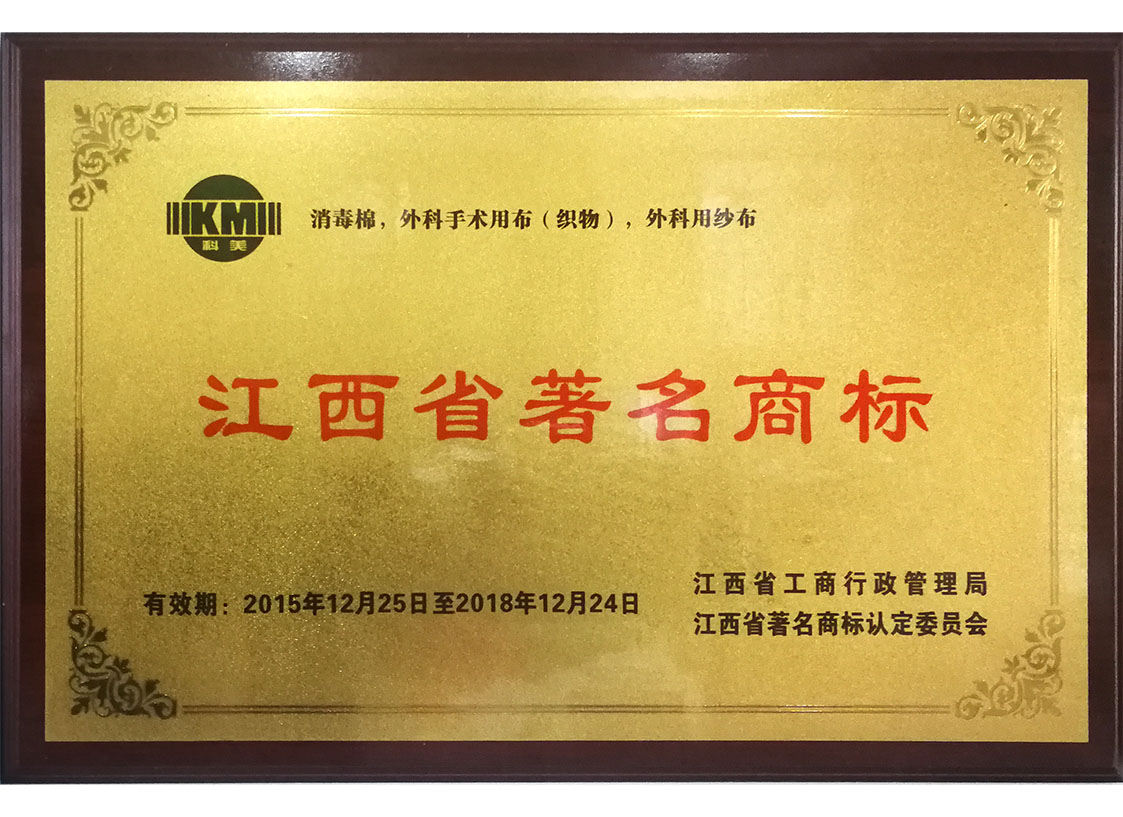 KM
科美
消毒棉，外科手术用布（织物），外科用纱布
江西省著名商标
有效期：2015年12月25日至2018年12月24日
江西省工商行政管理局
江西省著名商标认定委员会